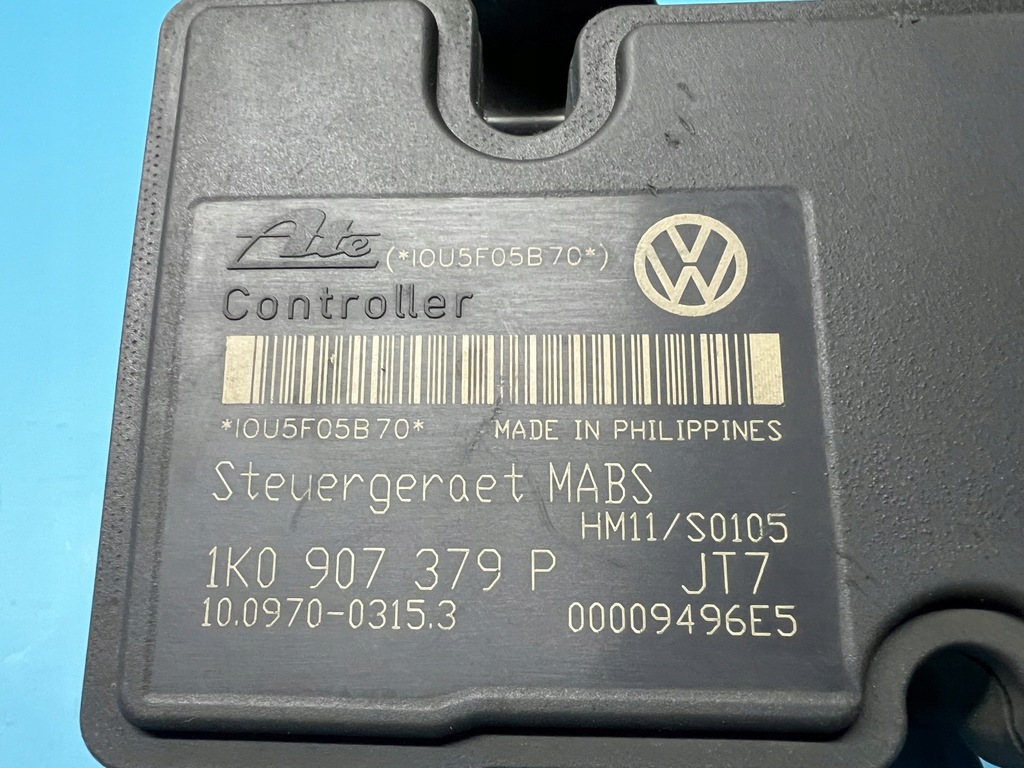 Ate (*IOU5F05B70*)
Controller
*IOU5F05B70* MADE IN PHILIPPINES
Steuergeraet MABS
HM11/S0105
1K0 907 379 P JT7
10.0970-0315.3 00009496E5